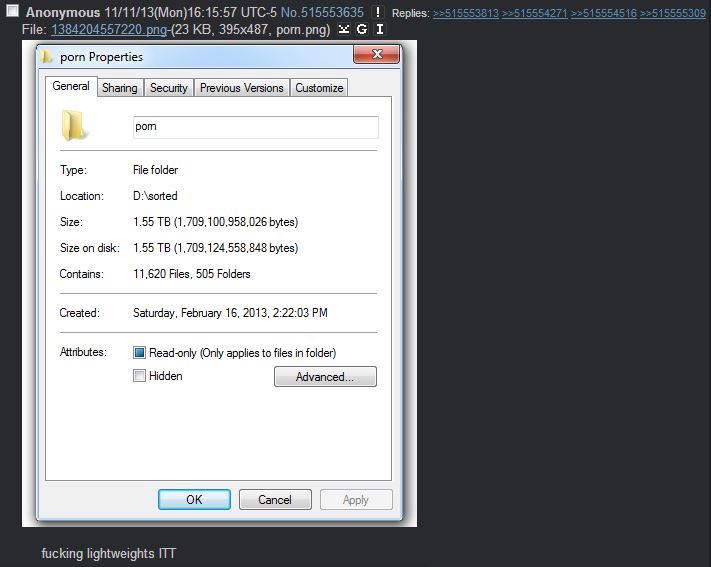 Anonymous 11/11/13(Mon)16:15:57 UTC-5 No.515553635 ! Replies: >>515553813 >>515554271 >>515554516 >>515555309
File: 1384204557220.png-(23 KB, 395x487, porn.png) G I
porn Properties
General Sharing Security Previous Versions Customize
porn
Type: File folder
Location: D:\sorted
Size: 1.55 TB (1,709,100,958,026 bytes)
Size on disk: 1.55 TB (1,709,124,558,848 bytes)
Contains: 11,620 Files, 505 Folders
Created: Saturday, February 16, 2013, 2:22:03 PM
Attributes: Read-only (Only applies to files in folder)
Hidden Advanced...
OK Cancel Apply
fucking lightweights ITT